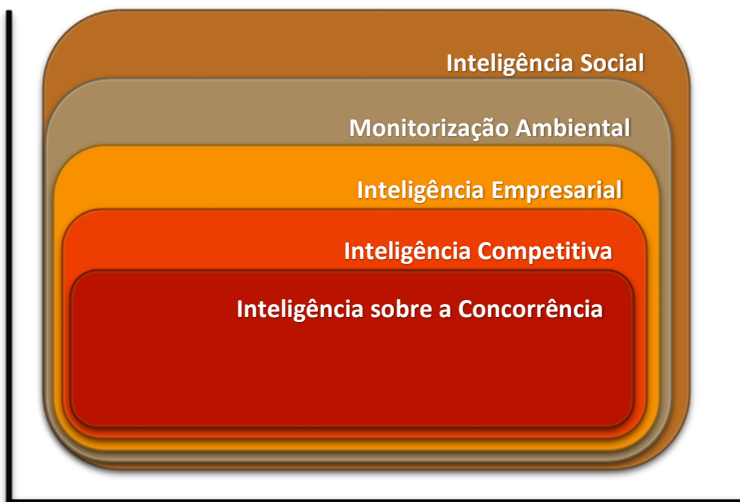 Inteligência Social
Monitorização Ambiental
Inteligência Empresarial
Inteligência Competitiva
Inteligência sobre a Concorrência